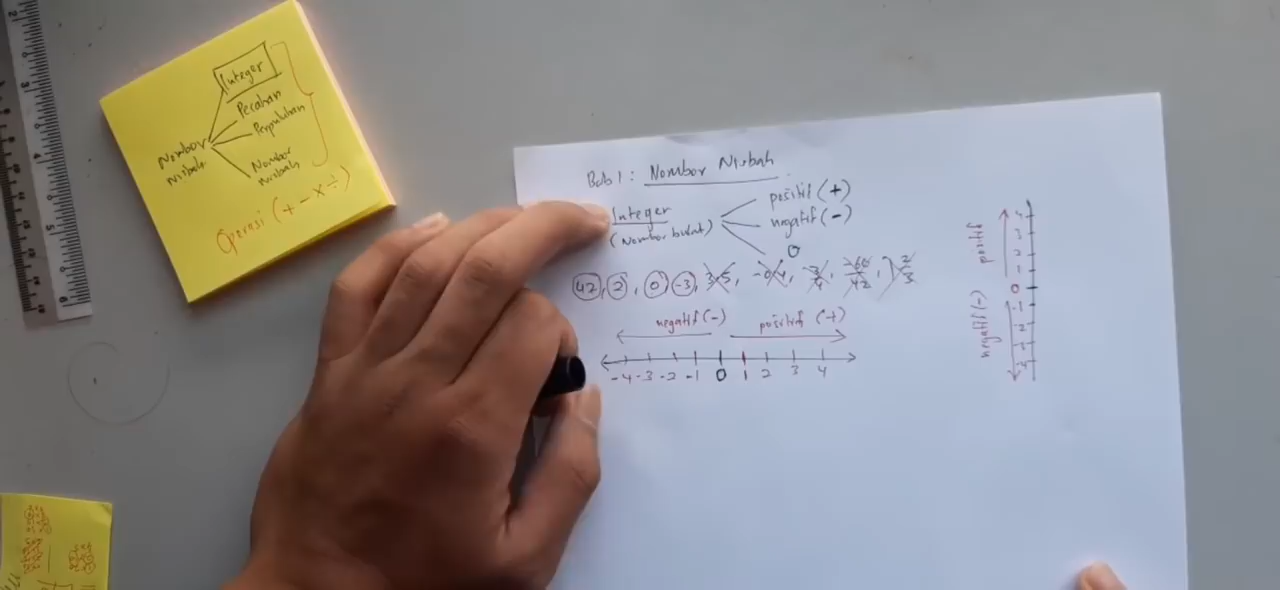 Integer
Pecahan
Perpuluhan
Nombor
Nisbah
Nombor
Nisbah
Operasi (+ - × ÷)
Bab 1: Nombor Nisbah
Integer
(Nombor bulat)
positif (+)
negatif (-)
0
42, 2, 0, -3, 3.5, -0.4, -3/4, -60/42, 7 2/3
negatif (-) positif (+)
-4 -3 -2 -1 0 1 2 3 4
positif
negatif (-)
4
3
2
1
0
-1
-2
-3
-4